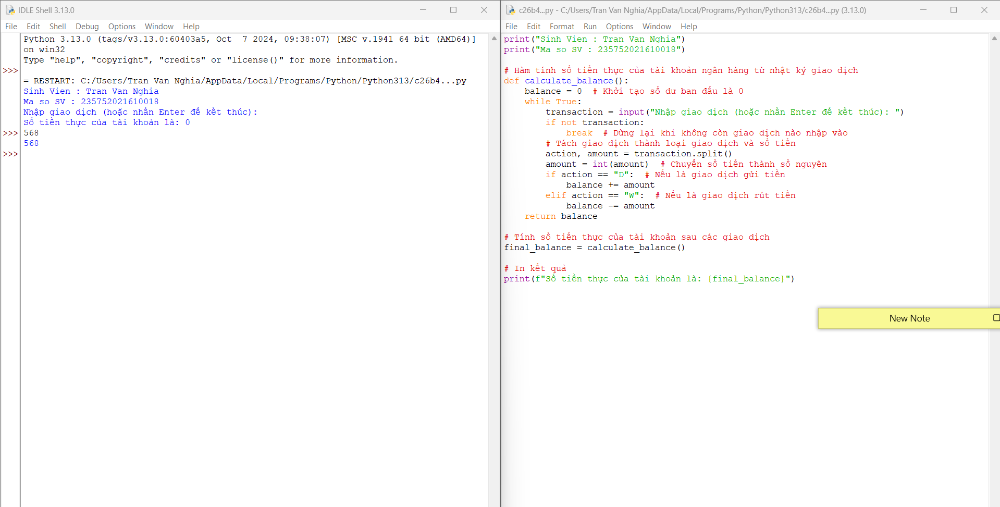 IDLE Shell 3.13.0
File Edit Shell Debug Options Window Help
Python 3.13.0 (tags/v3.13.0:60403a5, Oct  7 2024, 09:38:07) [MSC v.1941 64 bit (AMD64)]
on win32
Type "help", "copyright", "credits" or "license()" for more information.
>>>
= RESTART: C:/Users/Tran Van Nghia/AppData/Local/Programs/Python/Python313/c26b4...py
Sinh Vien : Tran Van Nghia
Ma so SV : 235752021610018
Nhập giao dịch (hoặc nhấn Enter để kết thúc):
Số tiền thực của tài khoản là: 0
>>> 568
568
>>>
c26b4...py - C:/Users/Tran Van Nghia/AppData/Local/Programs/Python/Python313/c26b4...py (3.13.0)
File Edit Format Run Options Window Help
print("Sinh Vien : Tran Van Nghia")
print("Ma so SV : 235752021610018")
# Hàm tính số tiền thực của tài khoản ngân hàng từ nhật ký giao dịch
def calculate_balance():
    balance = 0  # Khởi tạo số dư ban đầu là 0
    while True:
        transaction = input("Nhập giao dịch (hoặc nhấn Enter để kết thúc): ")
        if not transaction:
            break  # Dừng lại khi không còn giao dịch nào nhập vào
        # Tách giao dịch thành loại giao dịch và số tiền
        action, amount = transaction.split()
        amount = int(amount)  # Chuyển số tiền thành số nguyên
        if action == "D":  # Nếu là giao dịch gửi tiền
            balance += amount
        elif action == "W":  # Nếu là giao dịch rút tiền
            balance -= amount
    return balance
# Tính số tiền thực của tài khoản sau các giao dịch
final_balance = calculate_balance()
# In kết quả
print(f"Số tiền thực của tài khoản là: {final_balance}")
New Note